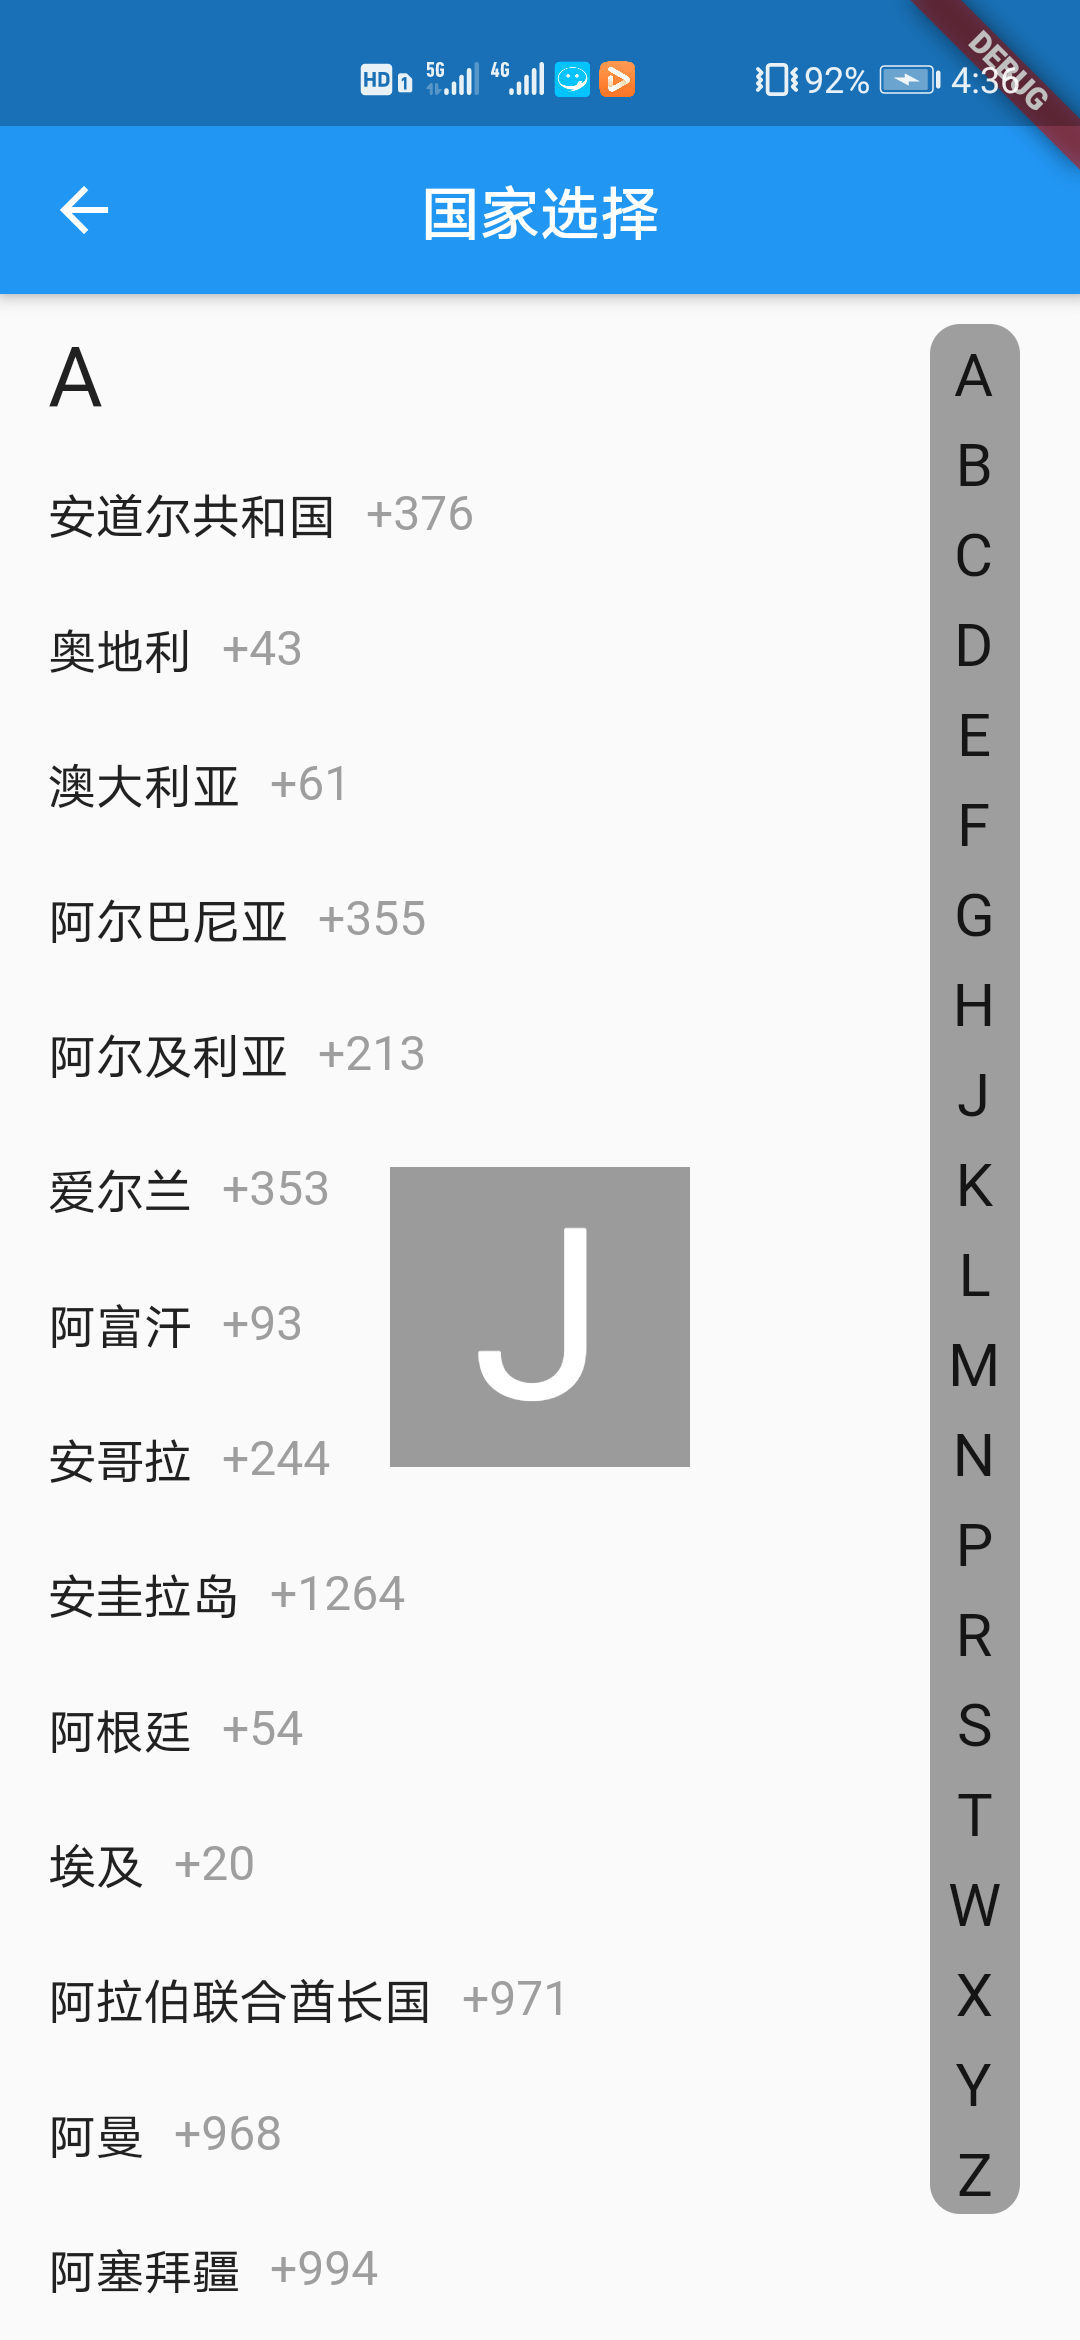 HD 1 5G 4G 92% 4:36
DEBUG
国家选择
A
安道尔共和国 +376
奥地利 +43
澳大利亚 +61
阿尔巴尼亚 +355
阿尔及利亚 +213
爱尔兰 +353
阿富汗 +93
安哥拉 +244
安圭拉岛 +1264
阿根廷 +54
埃及 +20
阿拉伯联合酋长国 +971
阿曼 +968
阿塞拜疆 +994
J
A
B
C
D
E
F
G
H
J
K
L
M
N
P
R
S
T
W
X
Y
Z